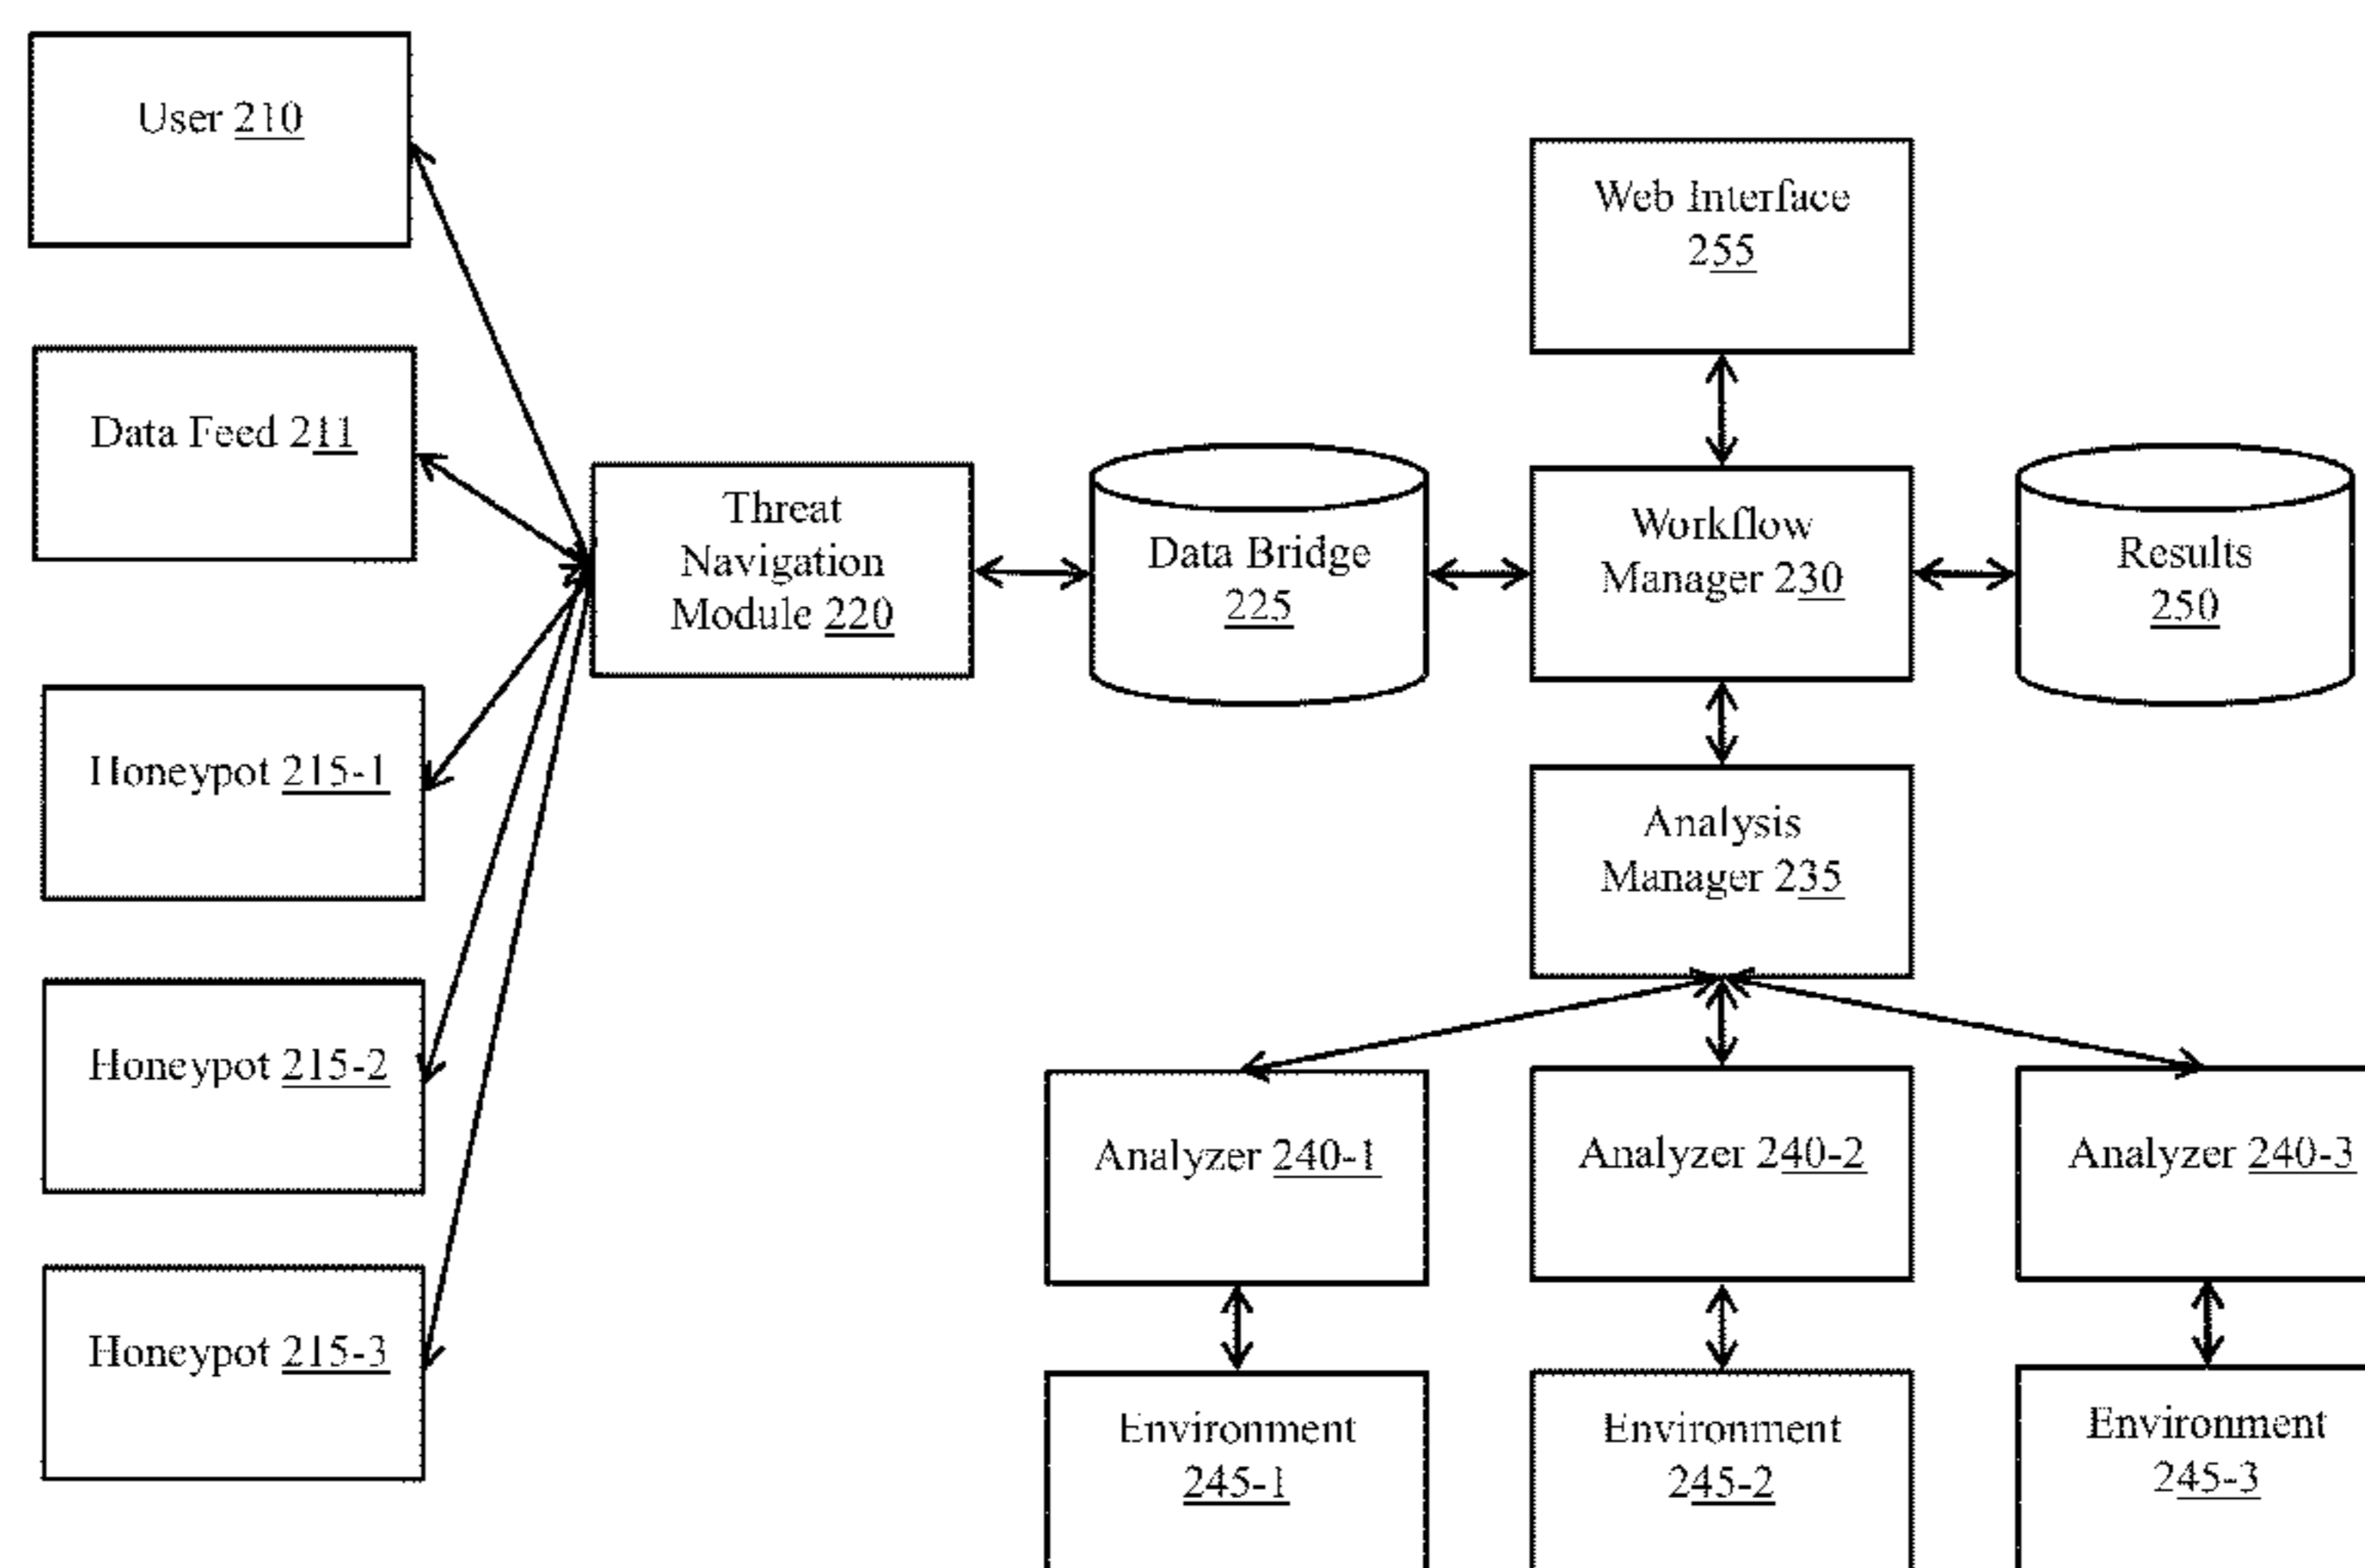 User 210
Data Feed 211
Honeypot 215-1
Honeypot 215-2
Honeypot 215-3
Threat
Navigation
Module 220
Data Bridge
225
Web Interface
255
Workflow
Manager 230
Results
250
Analysis
Manager 235
Analyzer 240-1
Analyzer 240-2
Analyzer 240-3
Environment
245-1
Environment
245-2
Environment
245-3